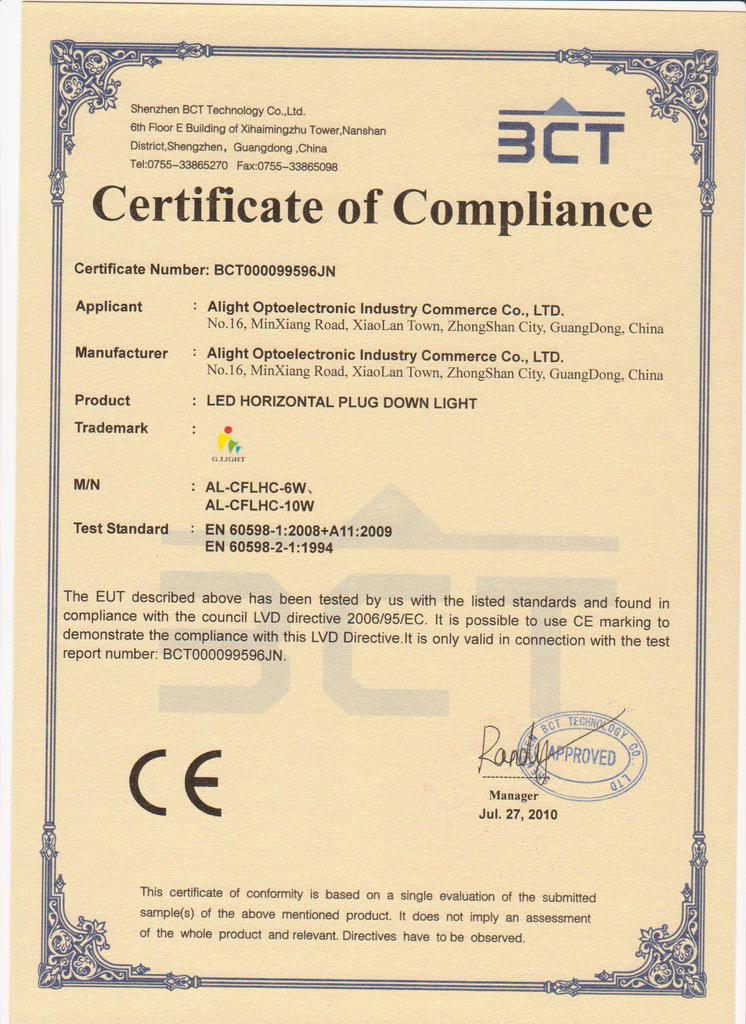 Shenzhen BCT Technology Co.,Ltd.
6th Floor E Building of Xihaimingzhu Tower,Nanshan
District,Shengzhen, Guangdong ,China
Tel:0755-33865270 Fax:0755-33865098
BCT
Certificate of Compliance
Certificate Number: BCT000099596JN
Applicant : Alight Optoelectronic Industry Commerce Co., LTD.
No.16, MinXiang Road, XiaoLan Town, ZhongShan City, GuangDong, China
Manufacturer : Alight Optoelectronic Industry Commerce Co., LTD.
No.16, MinXiang Road, XiaoLan Town, ZhongShan City, GuangDong, China
Product : LED HORIZONTAL PLUG DOWN LIGHT
Trademark :
G.LIGHT
M/N : AL-CFLHC-6W、
AL-CFLHC-10W
Test Standard : EN 60598-1:2008+A11:2009
EN 60598-2-1:1994
BCT
The EUT described above has been tested by us with the listed standards and found in
compliance with the council LVD directive 2006/95/EC. It is possible to use CE marking to
demonstrate the compliance with this LVD Directive.It is only valid in connection with the test
report number: BCT000099596JN.
CE
Randy
SHENZHEN BCT TECHNOLOGY CO., LTD
APPROVED
Manager
Jul. 27, 2010
This certificate of conformity is based on a single evaluation of the submitted
sample(s) of the above mentioned product. It does not imply an assessment
of the whole product and relevant. Directives have to be observed.